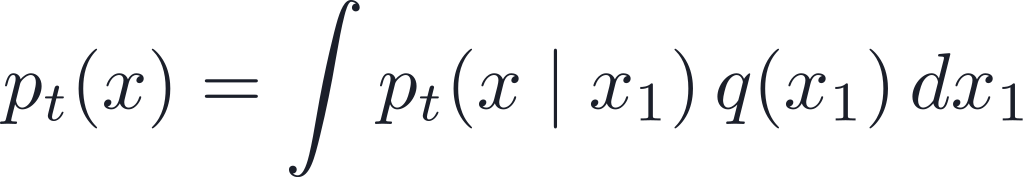 p_t(x) = ∫ p_t(x | x_1) q(x_1) dx_1